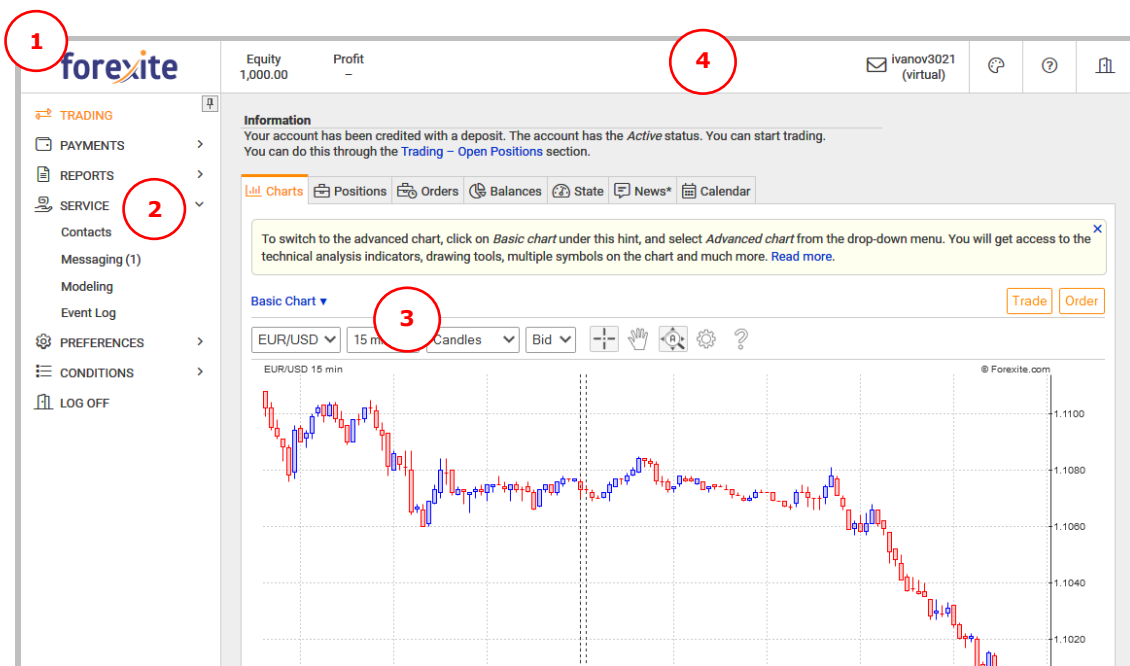 1
forexite
Equity
1,000.00
Profit
–
4
ivanov3021
(virtual)
TRADING
PAYMENTS
REPORTS
SERVICE
2
Contacts
Messaging (1)
Modeling
Event Log
PREFERENCES
CONDITIONS
LOG OFF
Information
Your account has been credited with a deposit. The account has the Active status. You can start trading.
You can do this through the Trading – Open Positions section.
Charts Positions Orders Balances State News* Calendar
To switch to the advanced chart, click on Basic chart under this hint, and select Advanced chart from the drop-down menu. You will get access to the
technical analysis indicators, drawing tools, multiple symbols on the chart and much more. Read more.
Basic Chart ▾
Trade Order
3
EUR/USD 15 Candles Bid
EUR/USD 15 min
© Forexite.com
1.1100
1.1080
1.1060
1.1040
1.1020